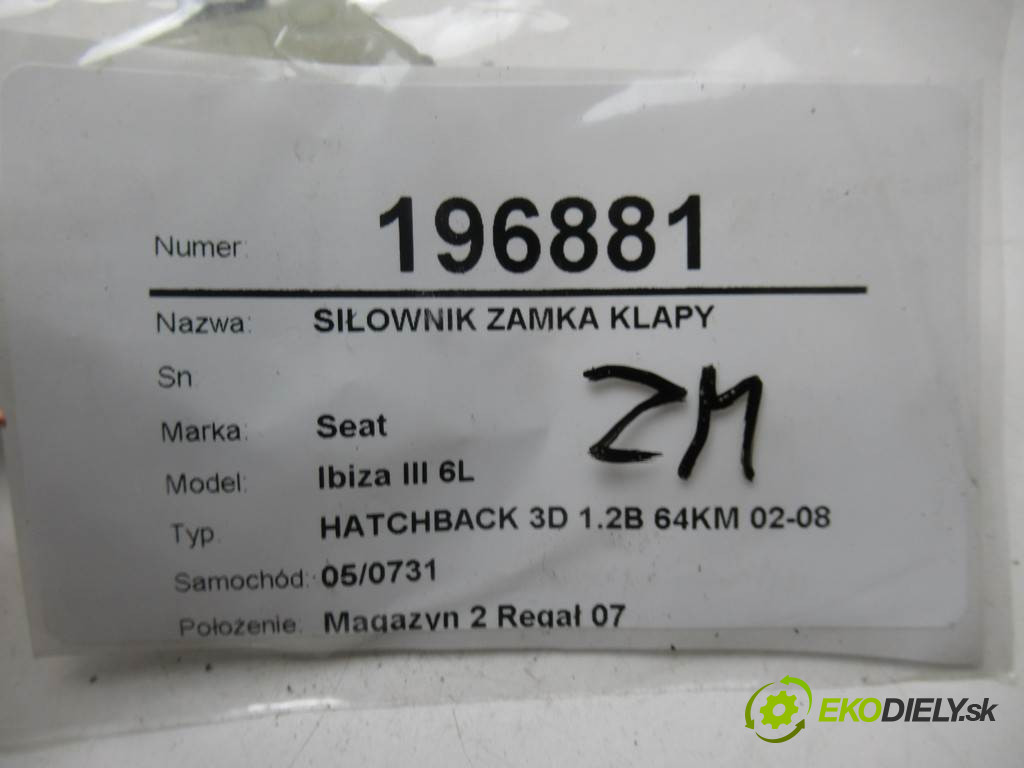 Numer: 196881
Nazwa: SIŁOWNIK ZAMKA KLAPY
Sn
ZM
Marka: Seat
Model: Ibiza III 6L
Typ. HATCHBACK 3D 1.2B 64KM 02-08
Samochód: 05/0731
Położenie: Magazyn 2 Regał 07
EKODIELY.sk